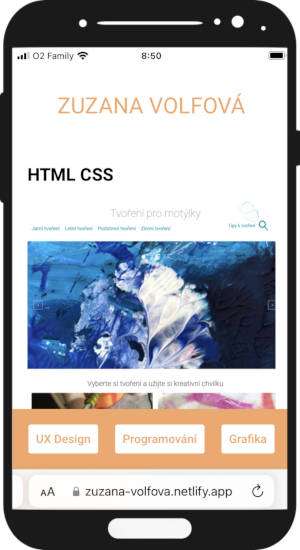 O2 Family
8:50
ZUZANA VOLFOVÁ
HTML CSS
Tvoření pro motýlky
Jarní tvoření Letní tvoření Podzimní tvoření Zimní tvoření
Tipy k tvoření
Vyberte si tvoření a užijte si kreativní chvilku
UX Design Programování Grafika
AA zuzana-volfova.netlify.app